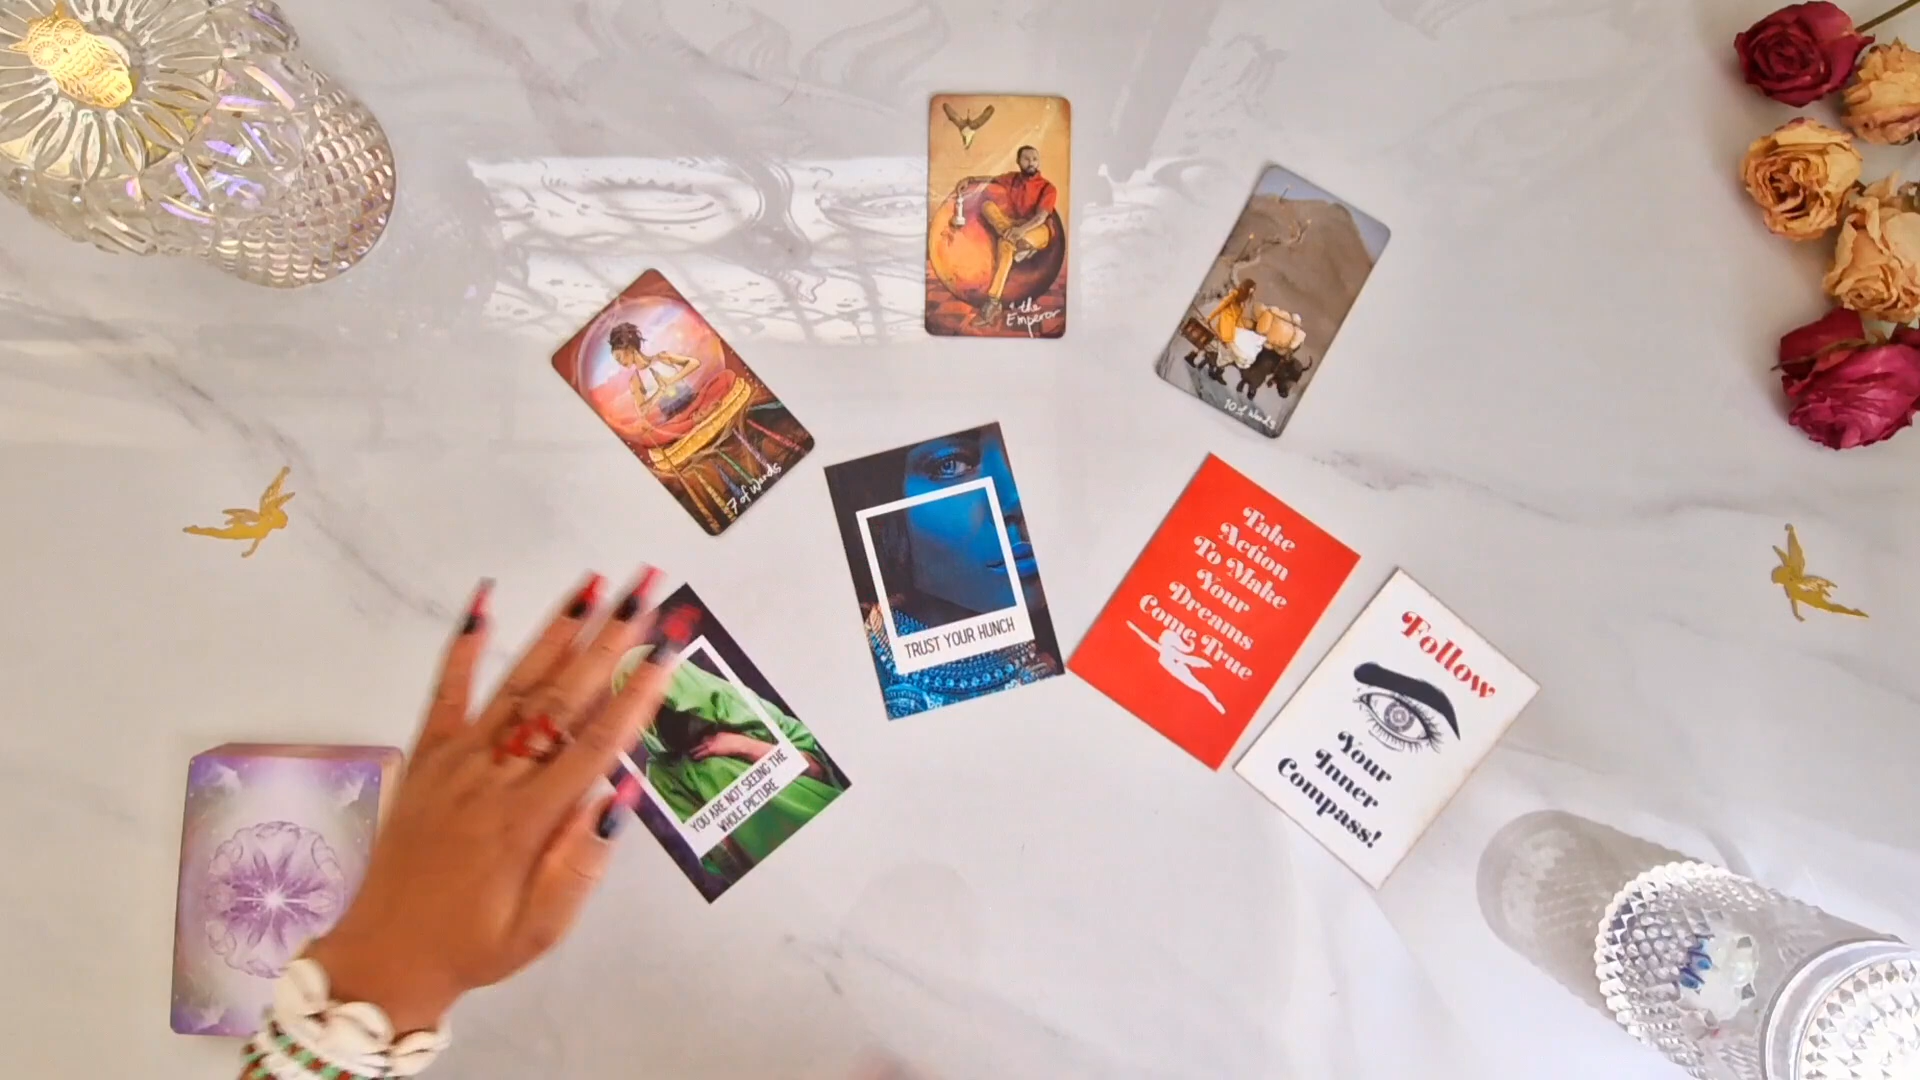 the
Emperor
10 of Wands
7 of Wands
TRUST YOUR HUNCH
YOU ARE NOT SEEING THE
WHOLE PICTURE
Take
Action
To Make
Your
Dreams
Come True
Follow
Your
Inner
Compass!